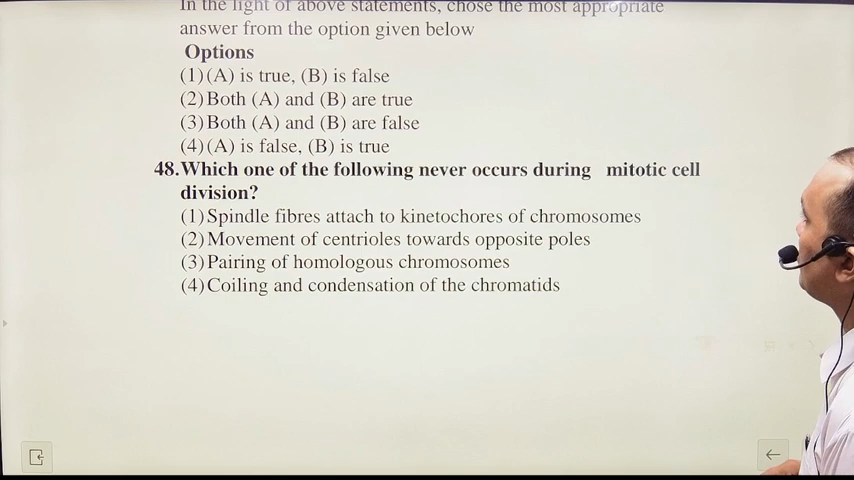 In the light of above statements, chose the most appropriate
answer from the option given below
Options
(1)(A) is true, (B) is false
(2)Both (A) and (B) are true
(3)Both (A) and (B) are false
(4)(A) is false, (B) is true
48.Which one of the following never occurs during mitotic cell
division?
(1)Spindle fibres attach to kinetochores of chromosomes
(2)Movement of centrioles towards opposite poles
(3)Pairing of homologous chromosomes
(4)Coiling and condensation of the chromatids